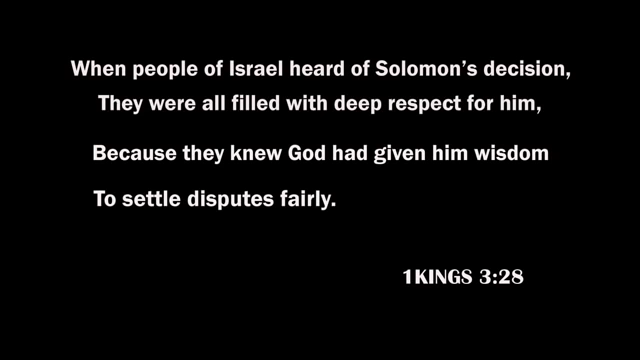 When people of Israel heard of Solomon's decision,
They were all filled with deep respect for him,
Because they knew God had given him wisdom
To settle disputes fairly.
1KINGS 3:28